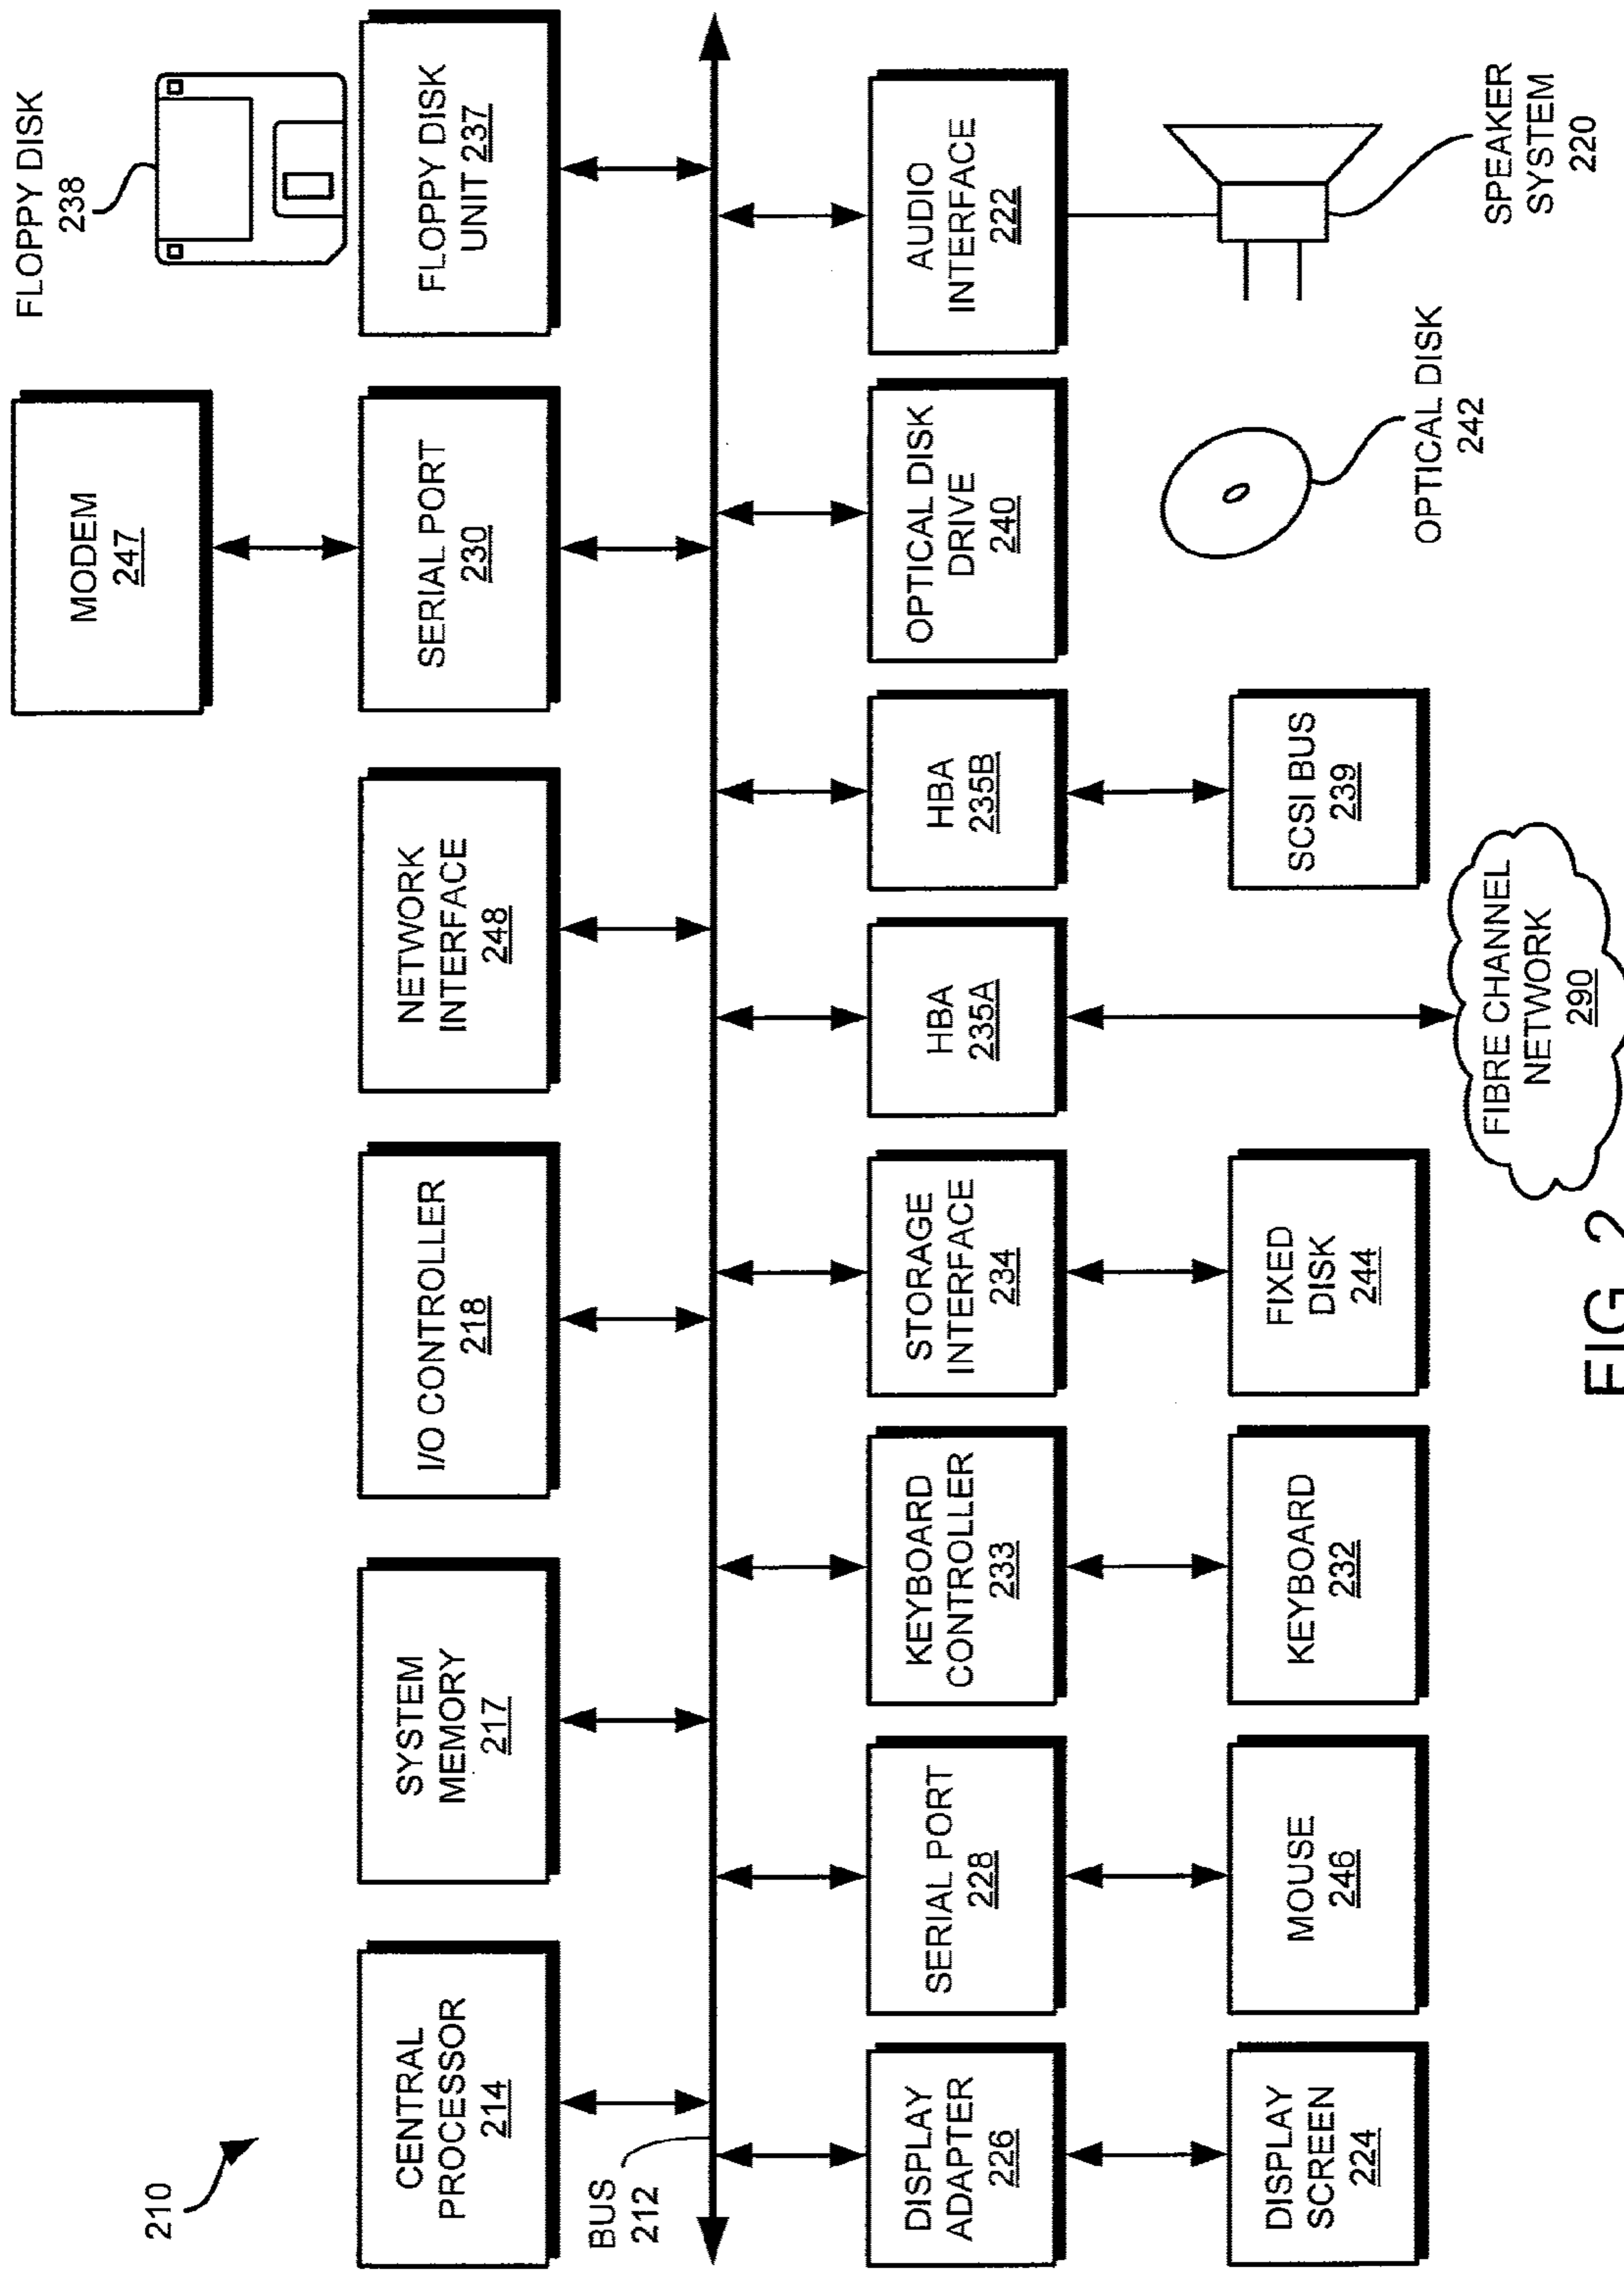 210
FLOPPY DISK
238
MODEM
247
CENTRAL
PROCESSOR
214
SYSTEM
MEMORY
217
I/O CONTROLLER
218
NETWORK
INTERFACE
248
SERIAL PORT
230
FLOPPY DISK
UNIT 237
BUS
212
DISPLAY
ADAPTER
226
SERIAL PORT
228
KEYBOARD
CONTROLLER
233
STORAGE
INTERFACE
234
HBA
235A
HBA
235B
OPTICAL DISK
DRIVE
240
AUDIO
INTERFACE
222
DISPLAY
SCREEN
224
MOUSE
246
KEYBOARD
232
FIXED
DISK
244
SCSI BUS
239
FIBRE CHANNEL
NETWORK
290
OPTICAL DISK
242
SPEAKER
SYSTEM
220
FIG. 2